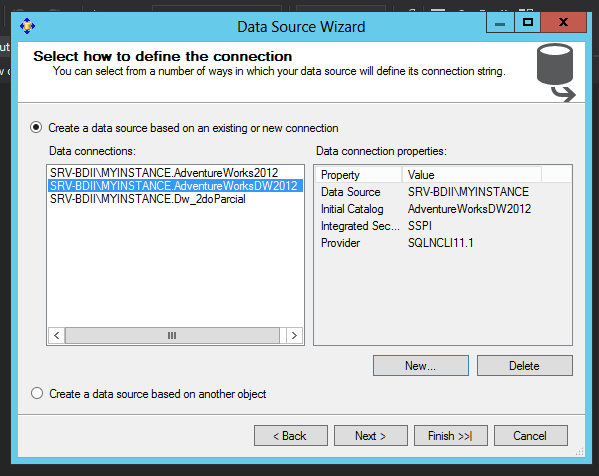 Data Source Wizard
Select how to define the connection
You can select from a number of ways in which your data source will define its connection string.
Create a data source based on an existing or new connection
Data connections:
SRV-BDII\MYINSTANCE.AdventureWorks2012
SRV-BDII\MYINSTANCE.AdventureWorksDW2012
SRV-BDII\MYINSTANCE.Dw_2doParcial
Data connection properties:
Property Value
Data Source SRV-BDII\MYINSTANCE
Initial Catalog AdventureWorksDW2012
Integrated Sec... SSPI
Provider SQLNCLI11.1
New... Delete
Create a data source based on another object
< Back Next > Finish >>| Cancel